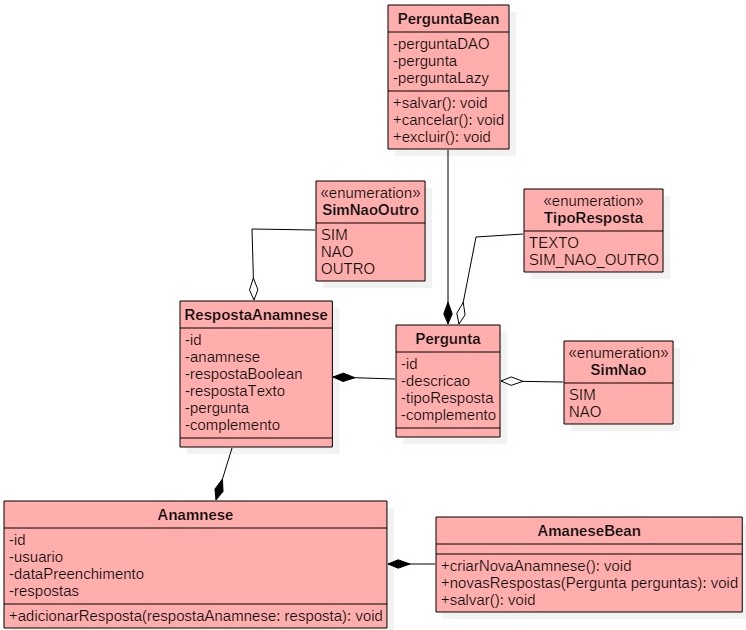 PerguntaBean
-perguntaDAO
-pergunta
-perguntaLazy
+salvar(): void
+cancelar(): void
+excluir(): void
«enumeration»
SimNaoOutro
SIM
NAO
OUTRO
«enumeration»
TipoResposta
TEXTO
SIM_NAO_OUTRO
RespostaAnamnese
-id
-anamnese
-respostaBoolean
-respostaTexto
-pergunta
-complemento
Pergunta
-id
-descricao
-tipoResposta
-complemento
«enumeration»
SimNao
SIM
NAO
Anamnese
-id
-usuario
-dataPreenchimento
-respostas
+adicionarResposta(respostaAnamnese: resposta): void
AmaneseBean
+criarNovaAnamnese(): void
+novasRespostas(Pergunta perguntas): void
+salvar(): void